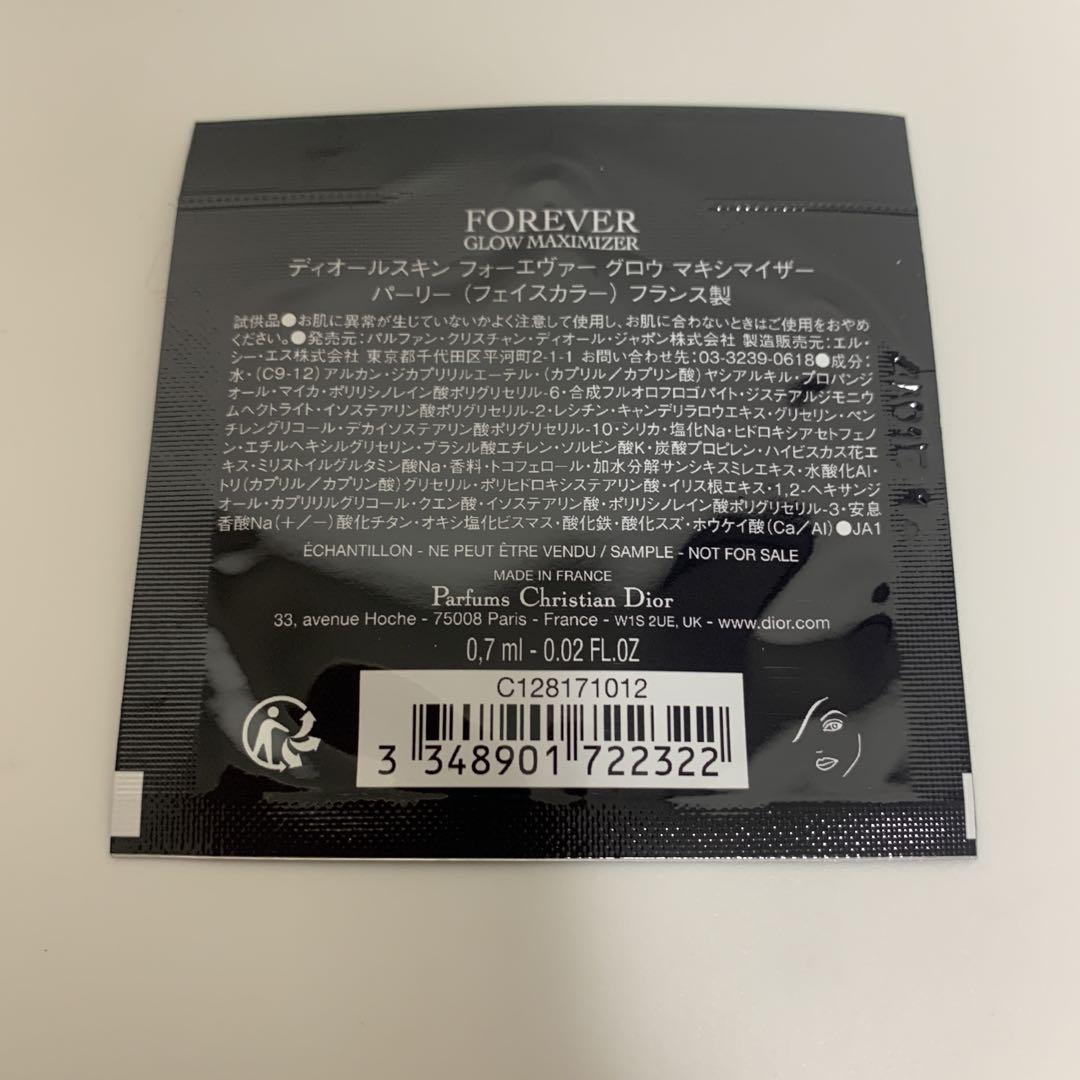 FOREVER
GLOW MAXIMIZER
ディオールスキン フォーエヴァー グロウ マキシマイザー
パーリー（フェイスカラー）フランス製
試供品●お肌に異常が生じていないかよく注意して使用し、お肌に合わないときはご使用をおやめ
ください。●発売元：パルファン・クリスチャン・ディオール・ジャポン株式会社 製造販売元：エル・
シー・エス株式会社 東京都千代田区平河町2-1-1 お問い合わせ先：03-3239-0618●成分：
水・(C9-12)アルカン・ジカプリリルエーテル・(カプリル／カプリン酸)ヤシアルキル・プロパンジ
オール・マイカ・ポリリシノレイン酸ポリグリセリル-6・合成フルオロフロゴパイト・ジステアルジモニウ
ムヘクトライト・イソステアリン酸ポリグリセリル-2・レシチン・キャンデリラロウエキス・グリセリン・ペン
チレングリコール・デカイソステアリン酸ポリグリセリル-10・シリカ・塩化Na・ヒドロキシアセトフェノ
ン・エチルヘキシルグリセリン・ブラシル酸エチレン・ソルビン酸K・炭酸プロピレン・ハイビスカス花エ
キス・ミリストイルグルタミン酸Na・香料・トコフェロール・加水分解サンシキスミレエキス・水酸化Al・
トリ(カプリル／カプリン酸)グリセリル・ポリヒドロキシステアリン酸・イリス根エキス・1,2-ヘキサンジ
オール・カプリリルグリコール・クエン酸・イソステアリン酸・ポリリシノレイン酸ポリグリセリル-3・安息
香酸Na(＋／－)酸化チタン・オキシ塩化ビスマス・酸化鉄・酸化スズ・ホウケイ酸(Ca／Al)●JA1
ÉCHANTILLON - NE PEUT ÊTRE VENDU / SAMPLE - NOT FOR SALE
MADE IN FRANCE
Parfums Christian Dior
33, avenue Hoche - 75008 Paris - France - W1S 2UE, UK - www.dior.com
0,7 ml - 0.02 FL.OZ
C128171012
3 348901 722322